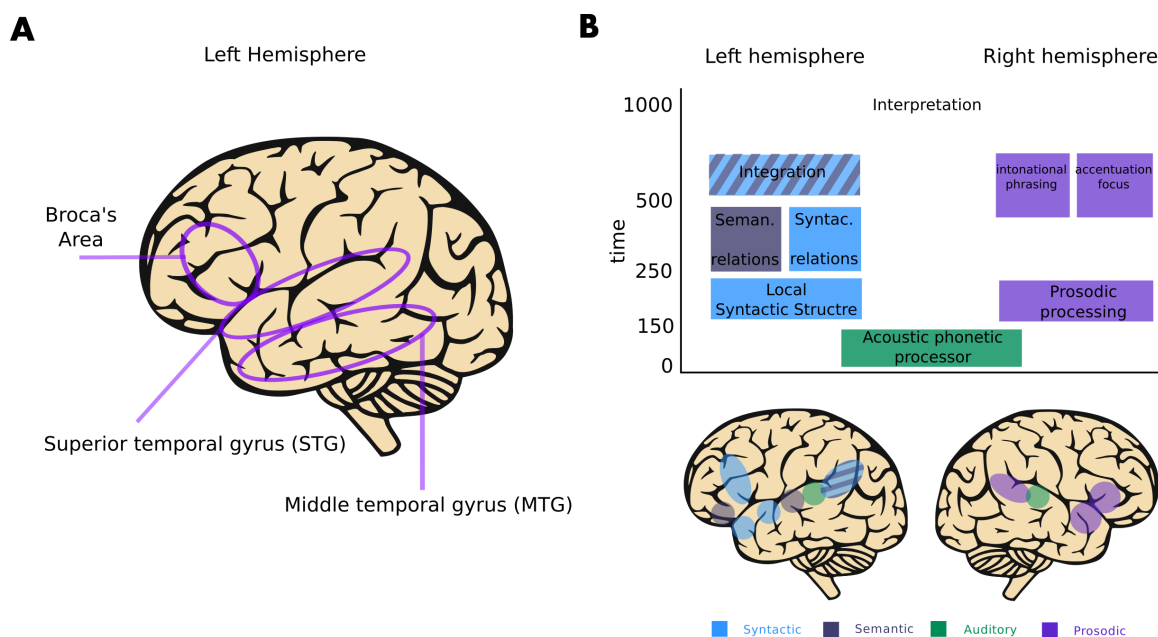 A
Left Hemisphere
Broca's
Area
Superior temporal gyrus (STG)
Middle temporal gyrus (MTG)
B
Left hemisphere
Right hemisphere
time
1000
500
250
150
0
Interpretation
Integration
intonational
phrasing
accentuation
focus
Seman.
relations
Syntac.
relations
Local
Syntactic Structre
Prosodic
processing
Acoustic phonetic
processor
Syntactic
Semantic
Auditory
Prosodic